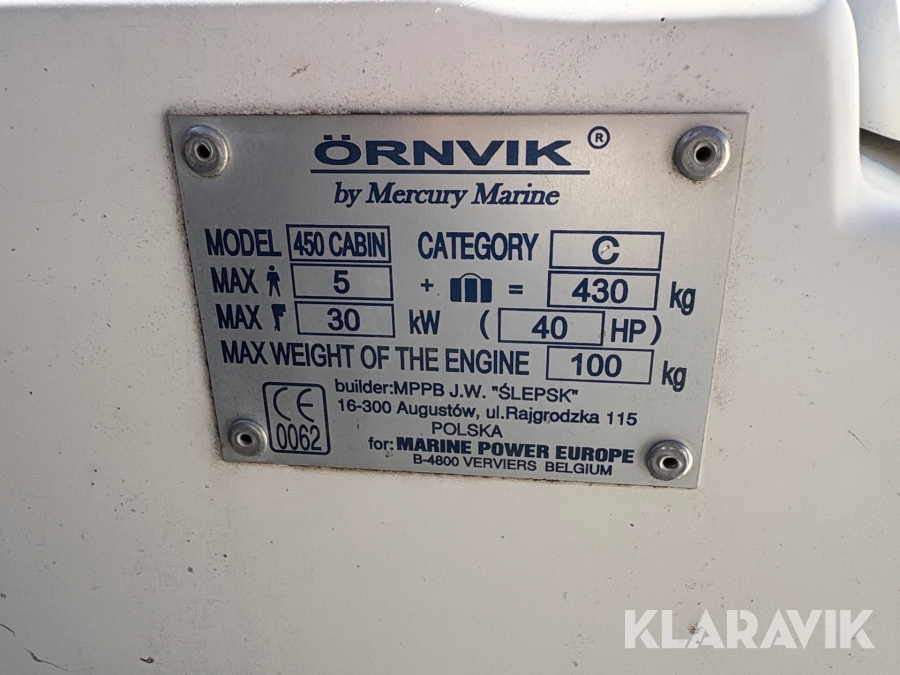 ÖRNVIK ®
by Mercury Marine
MODEL 450 CABIN CATEGORY C
MAX 5 + = 430 kg
MAX 30 kW ( 40 HP)
MAX WEIGHT OF THE ENGINE 100 kg
CE 0062
builder:MPPB J.W. "ŚLEPSK"
16-300 Augustów, ul.Rajgrodzka 115
POLSKA
for: MARINE POWER EUROPE
B-4800 VERVIERS BELGIUM
KLARAVIK